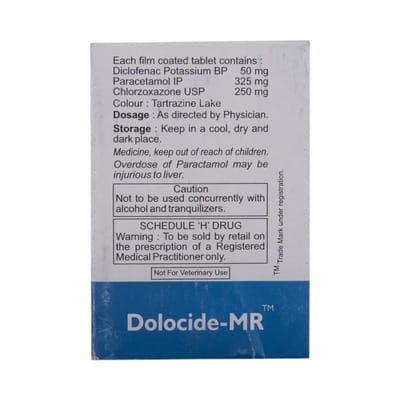 Each film coated tablet contains :
Diclofenac Potassium BP 50 mg
Paracetamol IP 325 mg
Chlorzoxazone USP 250 mg
Colour : Tartrazine Lake
Dosage : As directed by Physician.
Storage : Keep in a cool, dry and
dark place.
Medicine, keep out of reach of children.
Overdose of Paractamol may be
injurious to liver.
Caution
Not to be used concurrently with
alcohol and tranquilizers.
SCHEDULE 'H' DRUG
Warning : To be sold by retail on
the prescription of a Registered
Medical Practitioner only.
Not For Veterinary Use
TM Trade Mark under registration.
Dolocide-MR TM